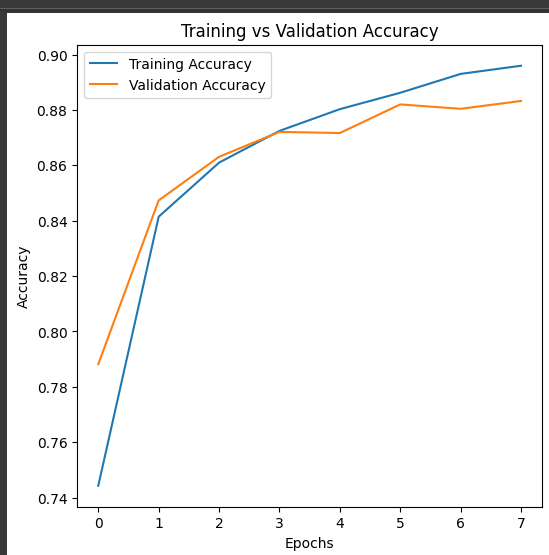 Training vs Validation Accuracy
Training Accuracy
Validation Accuracy
0.90
0.88
0.86
0.84
0.82
0.80
0.78
0.76
0.74
Accuracy
0 1 2 3 4 5 6 7
Epochs